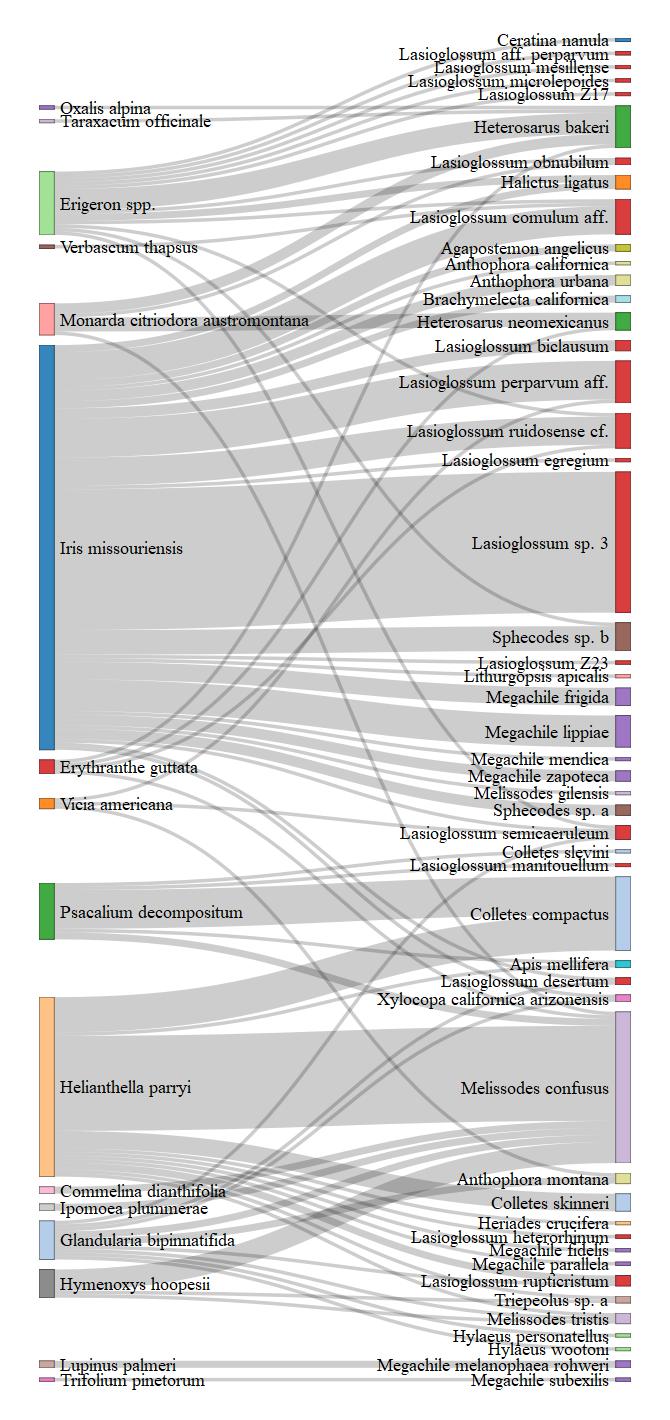 Ceratina nanula
Lasioglossum aff. perparvum
Lasioglossum mesillense
Lasioglossum microlepoides
Lasioglossum Z17
Oxalis alpina
Taraxacum officinale
Heterosarus bakeri
Lasioglossum obnubilum
Halictus ligatus
Erigeron spp.
Lasioglossum comulum aff.
Verbascum thapsus
Agapostemon angelicus
Anthophora californica
Anthophora urbana
Brachymelecta californica
Monarda citriodora austromontana
Heterosarus neomexicanus
Lasioglossum biclausum
Lasioglossum perparvum aff.
Lasioglossum ruidosense cf.
Lasioglossum egregium
Iris missouriensis
Lasioglossum sp. 3
Sphecodes sp. b
Lasioglossum Z23
Lithurgopsis apicalis
Megachile frigida
Megachile lippiae
Megachile mendica
Erythranthe guttata
Megachile zapoteca
Melissodes gilensis
Vicia americana
Sphecodes sp. a
Lasioglossum semicaeruleum
Colletes slevini
Lasioglossum manitouellum
Psacalium decompositum
Colletes compactus
Apis mellifera
Lasioglossum desertum
Xylocopa californica arizonensis
Helianthella parryi
Melissodes confusus
Anthophora montana
Commelina dianthifolia
Colletes skinneri
Ipomoea plummerae
Heriades crucifera
Lasioglossum heterorhinum
Glandularia bipinnatifida
Megachile fidelis
Megachile parallela
Lasioglossum rupticristum
Hymenoxys hoopesii
Triepeolus sp. a
Melissodes tristis
Hylaeus personatellus
Hylaeus wootoni
Lupinus palmeri
Megachile melanophaea rohweri
Trifolium pinetorum
Megachile subexilis